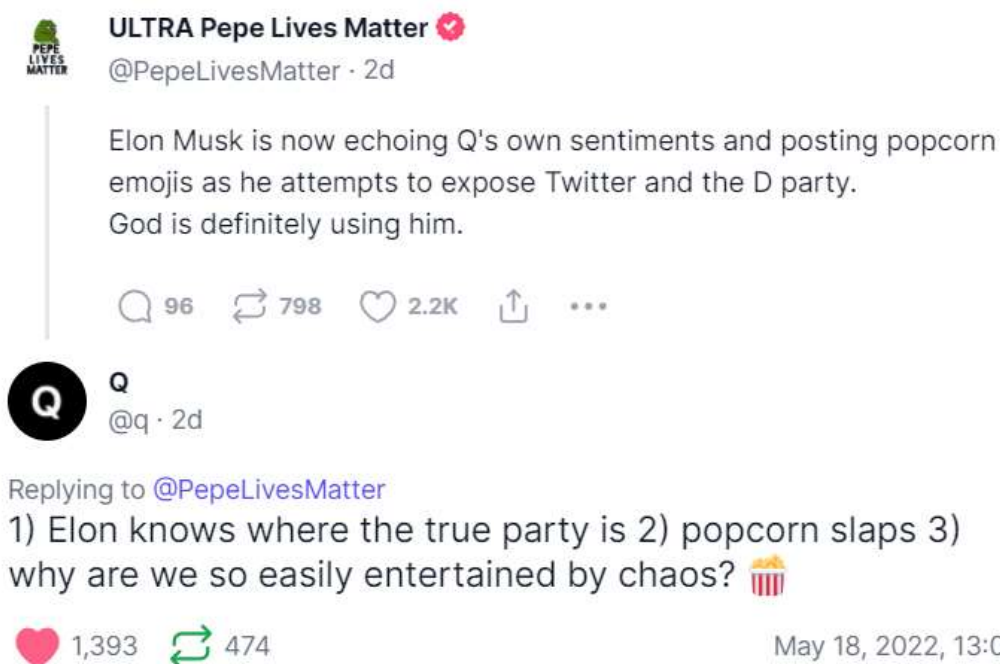 PEPE
LIVES
MATTER
ULTRA Pepe Lives Matter
@PepeLivesMatter · 2d
Elon Musk is now echoing Q's own sentiments and posting popcorn
emojis as he attempts to expose Twitter and the D party.
God is definitely using him.
96 798 2.2K
Q
Q
@q · 2d
Replying to @PepeLivesMatter
1) Elon knows where the true party is 2) popcorn slaps 3)
why are we so easily entertained by chaos? 🍿
1,393 474 May 18, 2022,